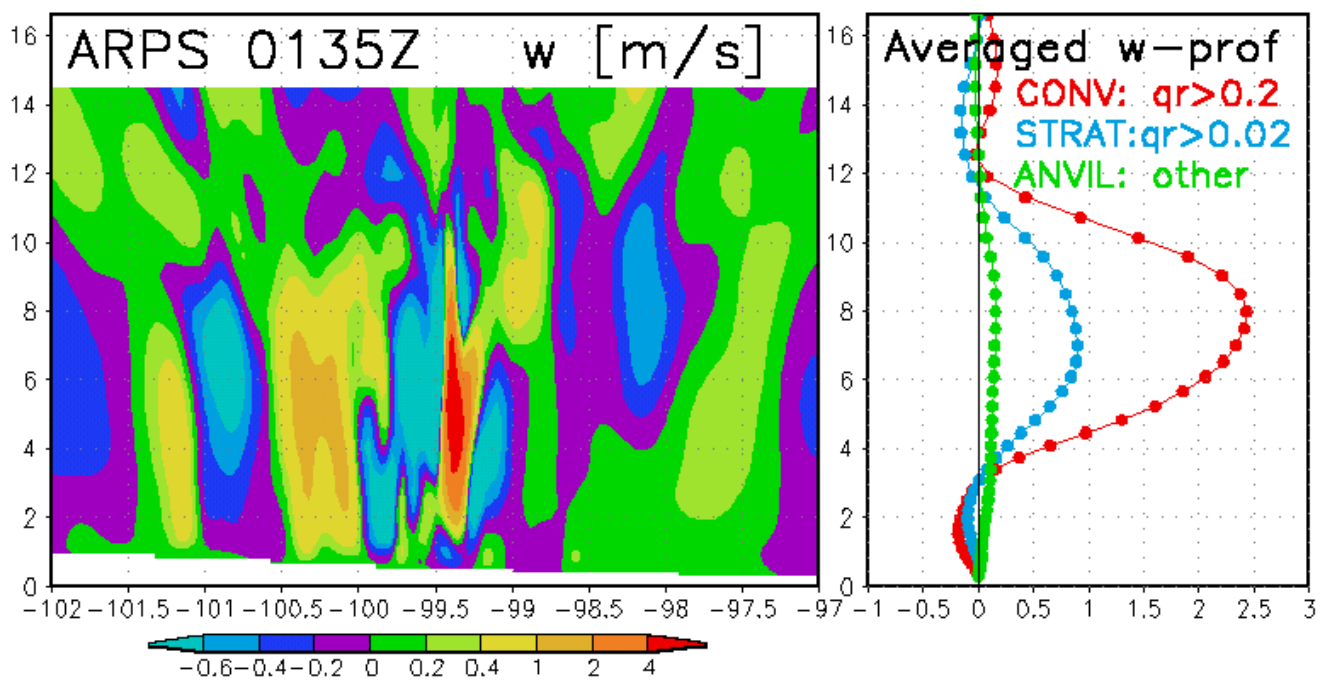 ARPS 0135Z w [m/s]
16
14
12
10
8
6
4
2
0
-102 -101.5 -101 -100.5 -100 -99.5 -99 -98.5 -98 -97.5 -97
-0.6 -0.4 -0.2 0 0.2 0.4 1 2 4
Averaged w-prof
CONV: qr>0.2
STRAT:qr>0.02
ANVIL: other
16
14
12
10
8
6
4
2
0
-1 -0.5 0 0.5 1 1.5 2 2.5 3